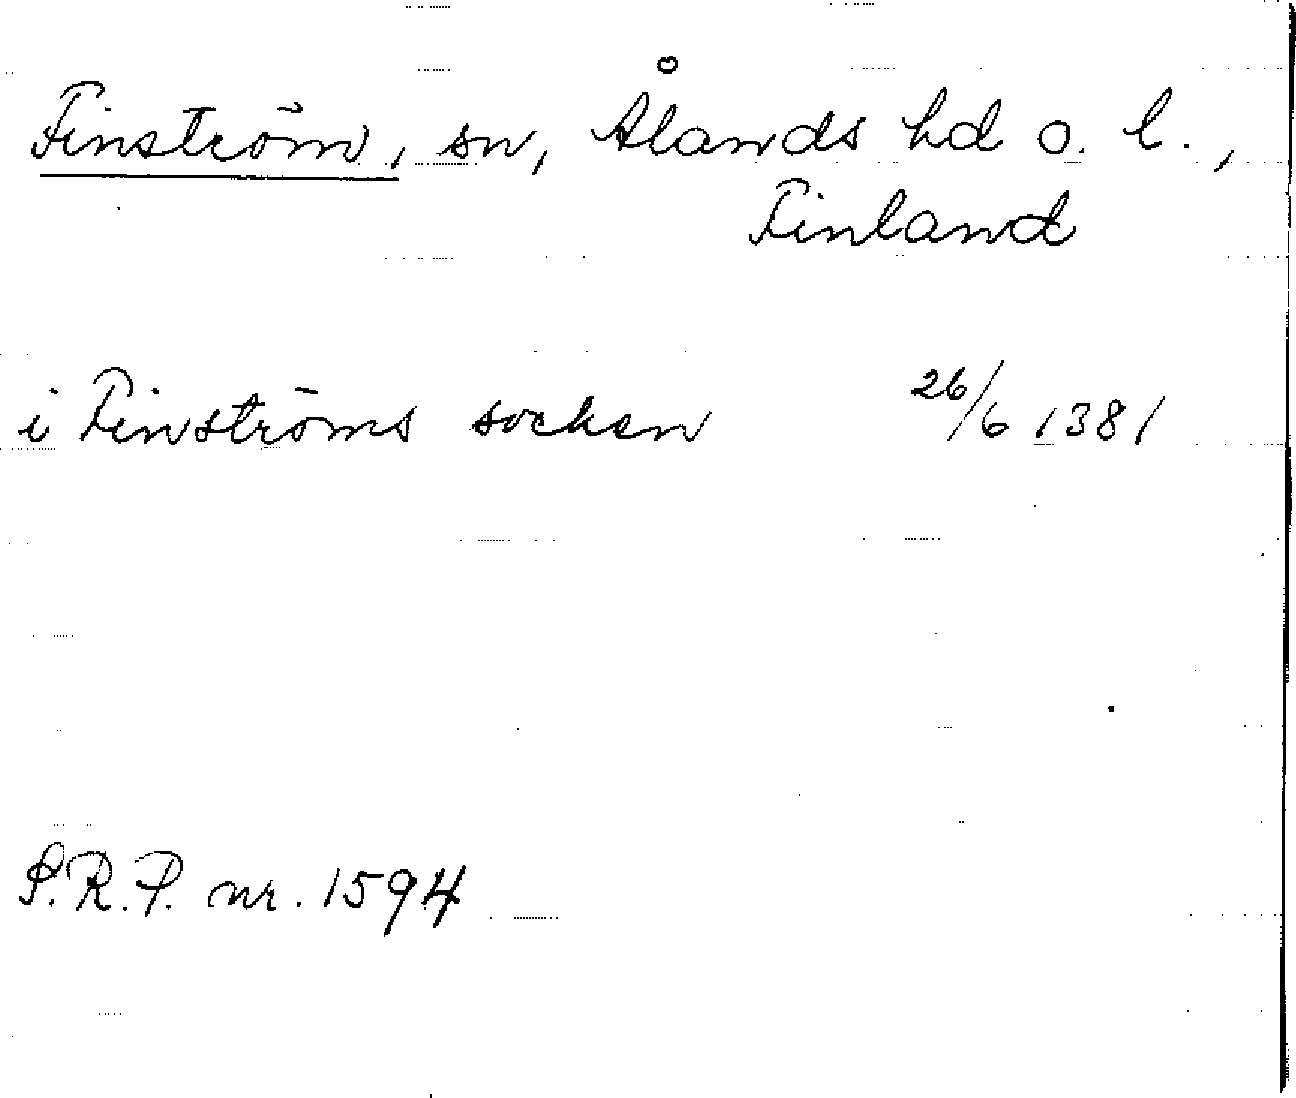 Finström, sn, Ålands hd o. l.,
Finland
i Finströms socken 26/6 1381
S.R.P. nr. 1594